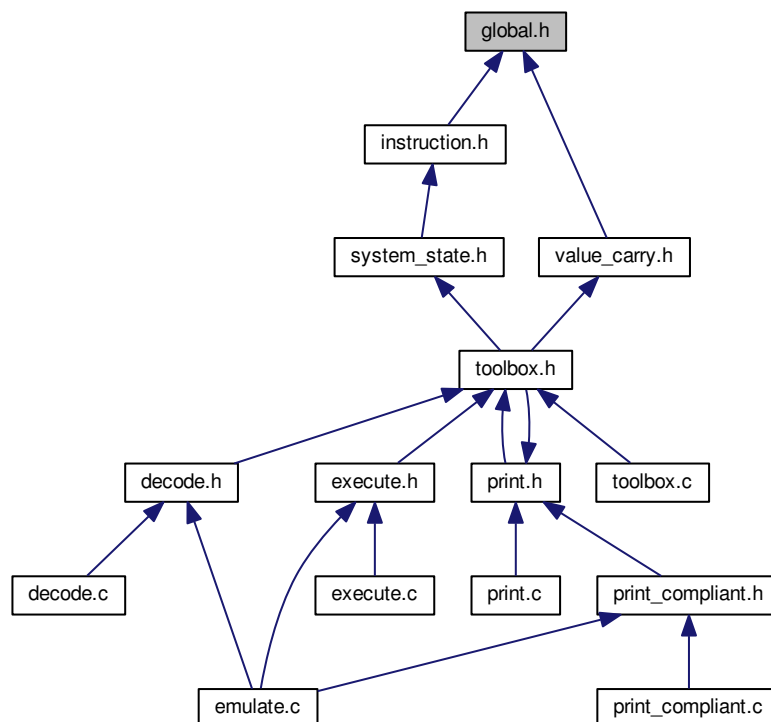 global.h
instruction.h
system_state.h
value_carry.h
toolbox.h
decode.h
execute.h
print.h
toolbox.c
decode.c
execute.c
print.c
print_compliant.h
emulate.c
print_compliant.c